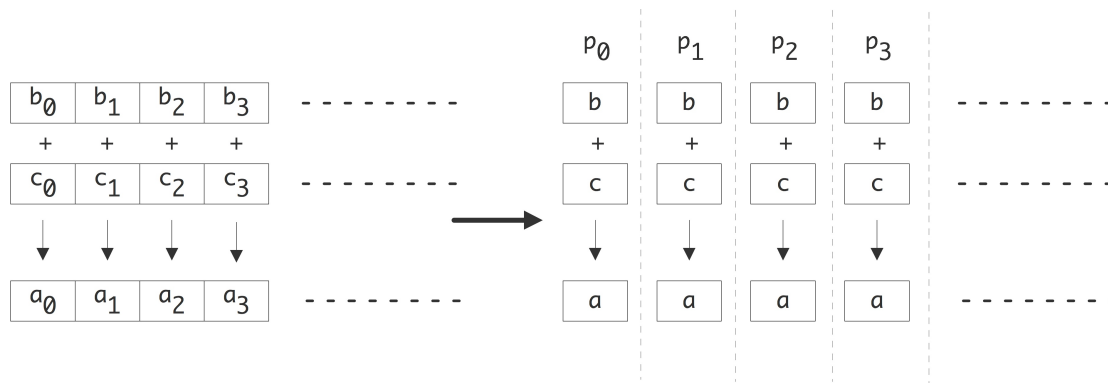 p0 p1 p2 p3
b0 b1 b2 b3 b b b b
+ + + + + + + +
c0 c1 c2 c3 c c c c
a0 a1 a2 a3 a a a a